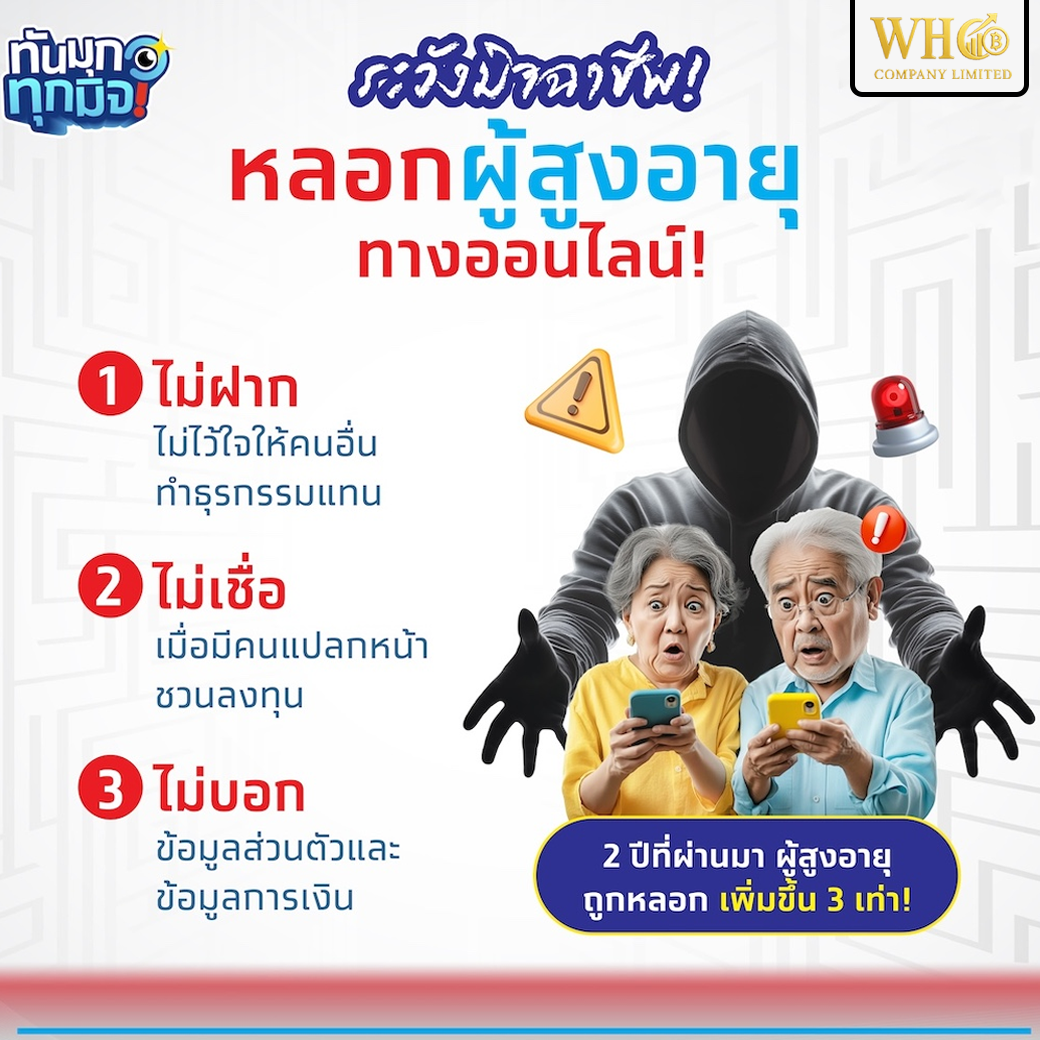 ทันมุก
ทุกมิจ!
WHO
COMPANY LIMITED
ระวังมิจฉาชีพ!
หลอกผู้สูงอายุ
ทางออนไลน์!
1 ไม่ฝาก
ไม่ไว้ใจให้คนอื่น
ทำธุรกรรมแทน
2 ไม่เชื่อ
เมื่อมีคนแปลกหน้า
ชวนลงทุน
3 ไม่บอก
ข้อมูลส่วนตัวและ
ข้อมูลการเงิน
2 ปีที่ผ่านมา ผู้สูงอายุ
ถูกหลอก เพิ่มขึ้น 3 เท่า!